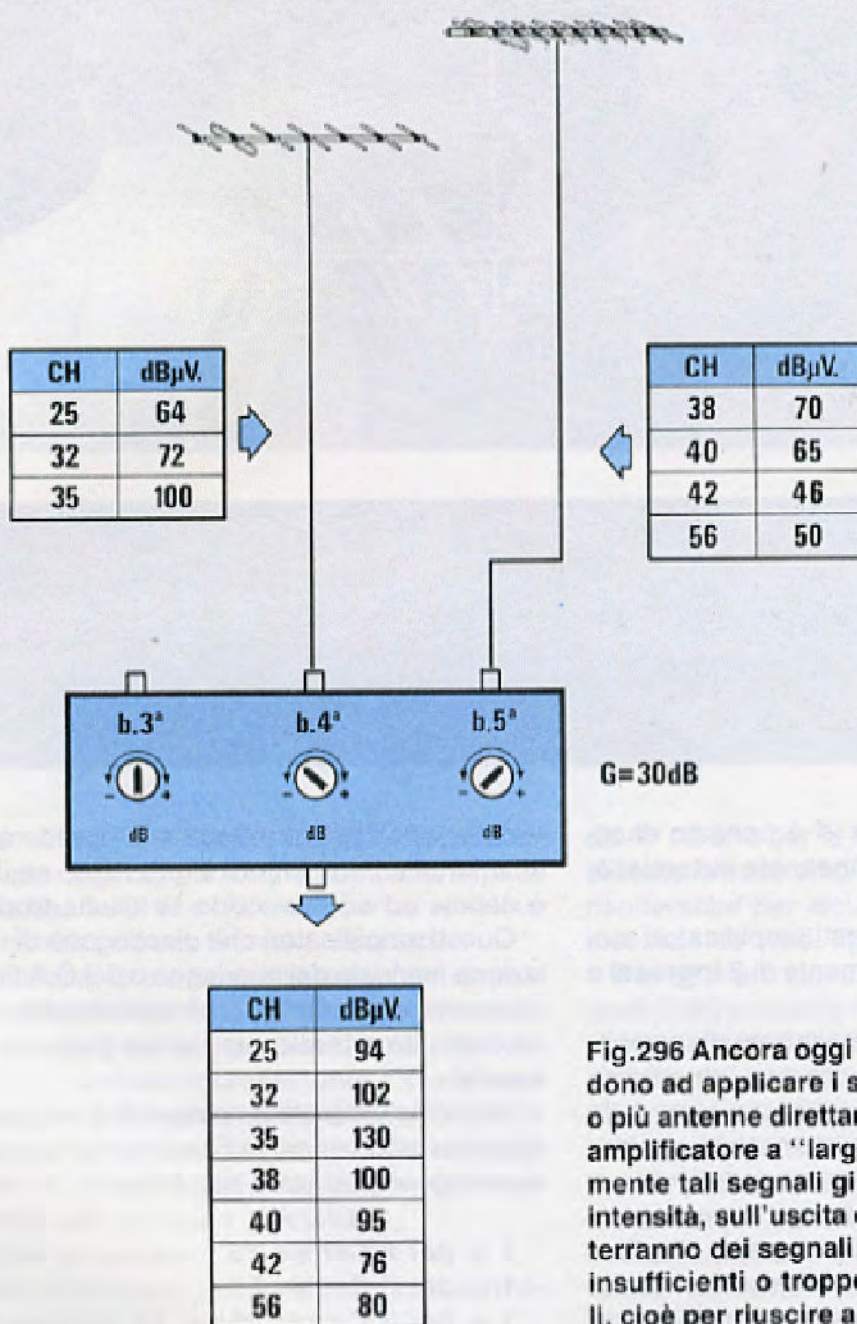 CH dBµV.
25 64
32 72
35 100
CH dBµV.
38 70
40 65
42 46
56 50
b.3ª b.4ª b.5ª
- + - + - +
dB dB dB
G=30dB
CH dBµV.
25 94
32 102
35 130
38 100
40 95
42 76
56 80
Fig.296 Ancora oggi
dono ad applicare i s
o più antenne diretta
amplificatore a "larg
mente tali segnali gi
intensità, sull'uscita
terranno dei segnali
insufficienti o tropp
li, cioè per riuscire a